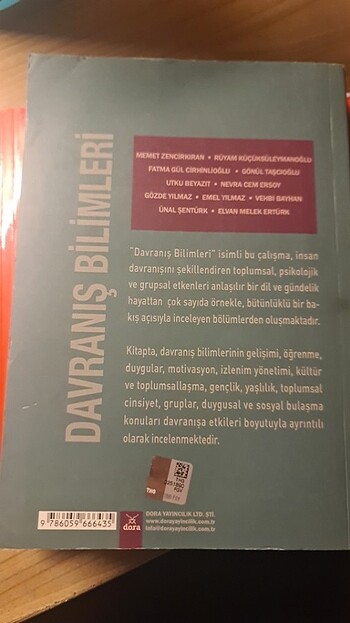 DAVRANIŞ BİLİMLERİ
MEMET ZENCİRKIRAN • RÜYAM KÜÇÜKSÜLEYMANOĞLU
FATMA GÜL CİRHİNLİOĞLU • GÖNÜL TAŞCIOĞLU
UTKU BEYAZIT • NEVRA CEM ERSOY
GÖZDE YILMAZ • EMEL YILMAZ • VEHBİ BAYHAN
ÜNAL ŞENTÜRK • ELVAN MELEK ERTÜRK
"Davranış Bilimleri" isimli bu çalışma, insan
davranışını şekillendiren toplumsal, psikolojik
ve grupsal etkenleri anlaşılır bir dil ve gündelik
hayattan çok sayıda örnekle, bütünlüklü bir ba-
kış açısıyla inceleyen bölümlerden oluşmaktadır.
Kitapta, davranış bilimlerinin gelişimi, öğrenme,
duygular, motivasyon, izlenim yönetimi, kültür
ve toplumsallaşma, gençlik, yaşlılık, toplumsal
cinsiyet, gruplar, duygusal ve sosyal bulaşma
konuları davranışa etkileri boyutuyla ayrıntılı
olarak incelenmektedir.
9 786059 666435
dora
DORA YAYINCILIK LTD. ŞTİ.
www.dorayayincilik.com.tr
info@dorayayincilik.com.tr